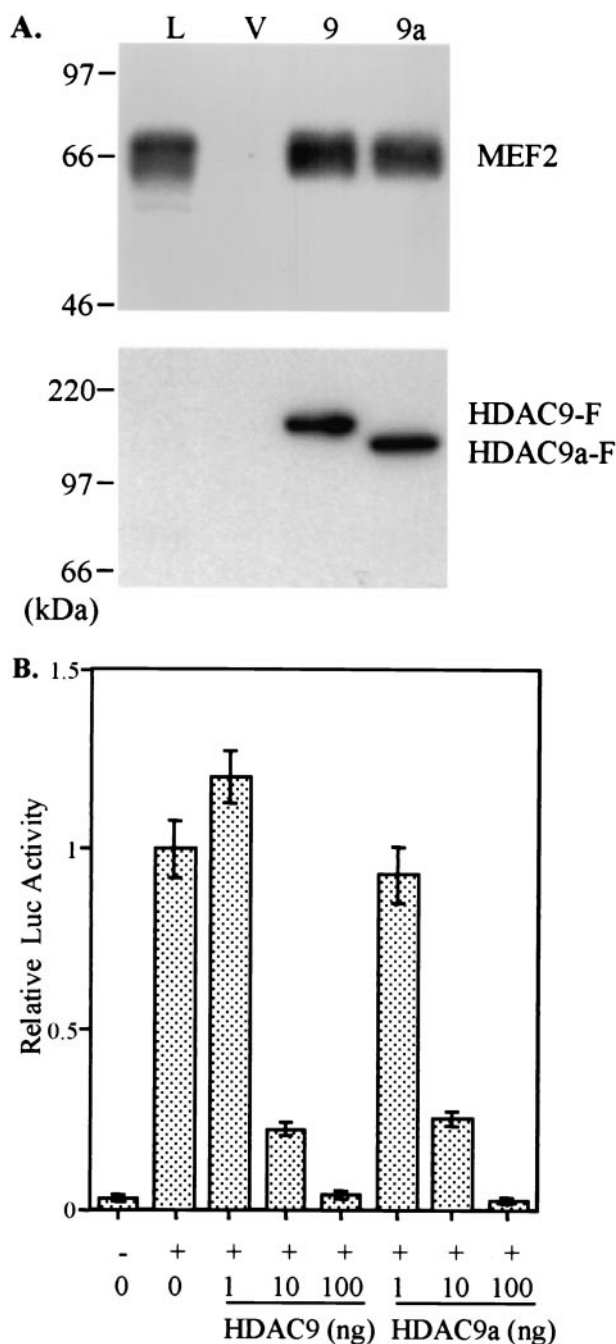 A.
L V 9 9a
97
66
MEF2
46
220
HDAC9-F
HDAC9a-F
97
66
(kDa)
B.
1.5
1
0.5
0
Relative Luc Activity
- + + + + + + +
0 0 1 10 100 1 10 100
HDAC9 (ng) HDAC9a (ng)